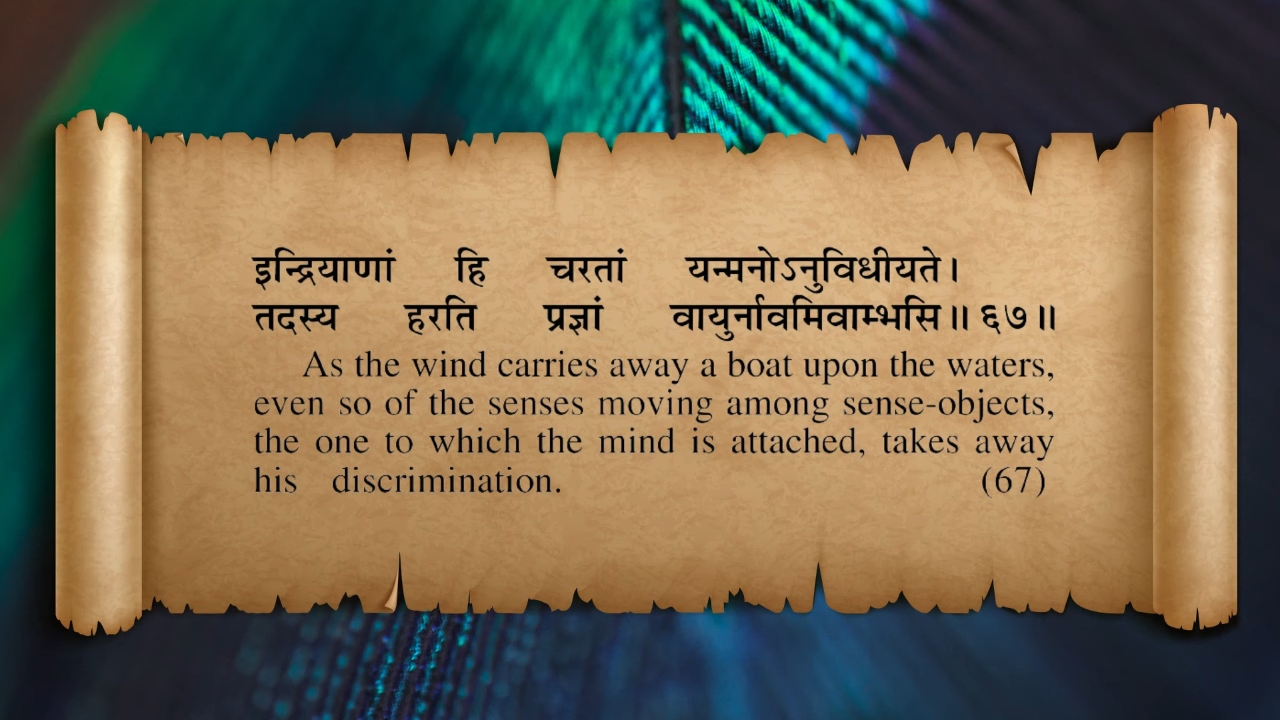 इन्द्रियाणां हि चरतां यन्मनोऽनुविधीयते।
तदस्य हरति प्रज्ञां वायुर्नावमिवाम्भसि॥ ६७॥
As the wind carries away a boat upon the waters,
even so of the senses moving among sense-objects,
the one to which the mind is attached, takes away
his discrimination. (67)